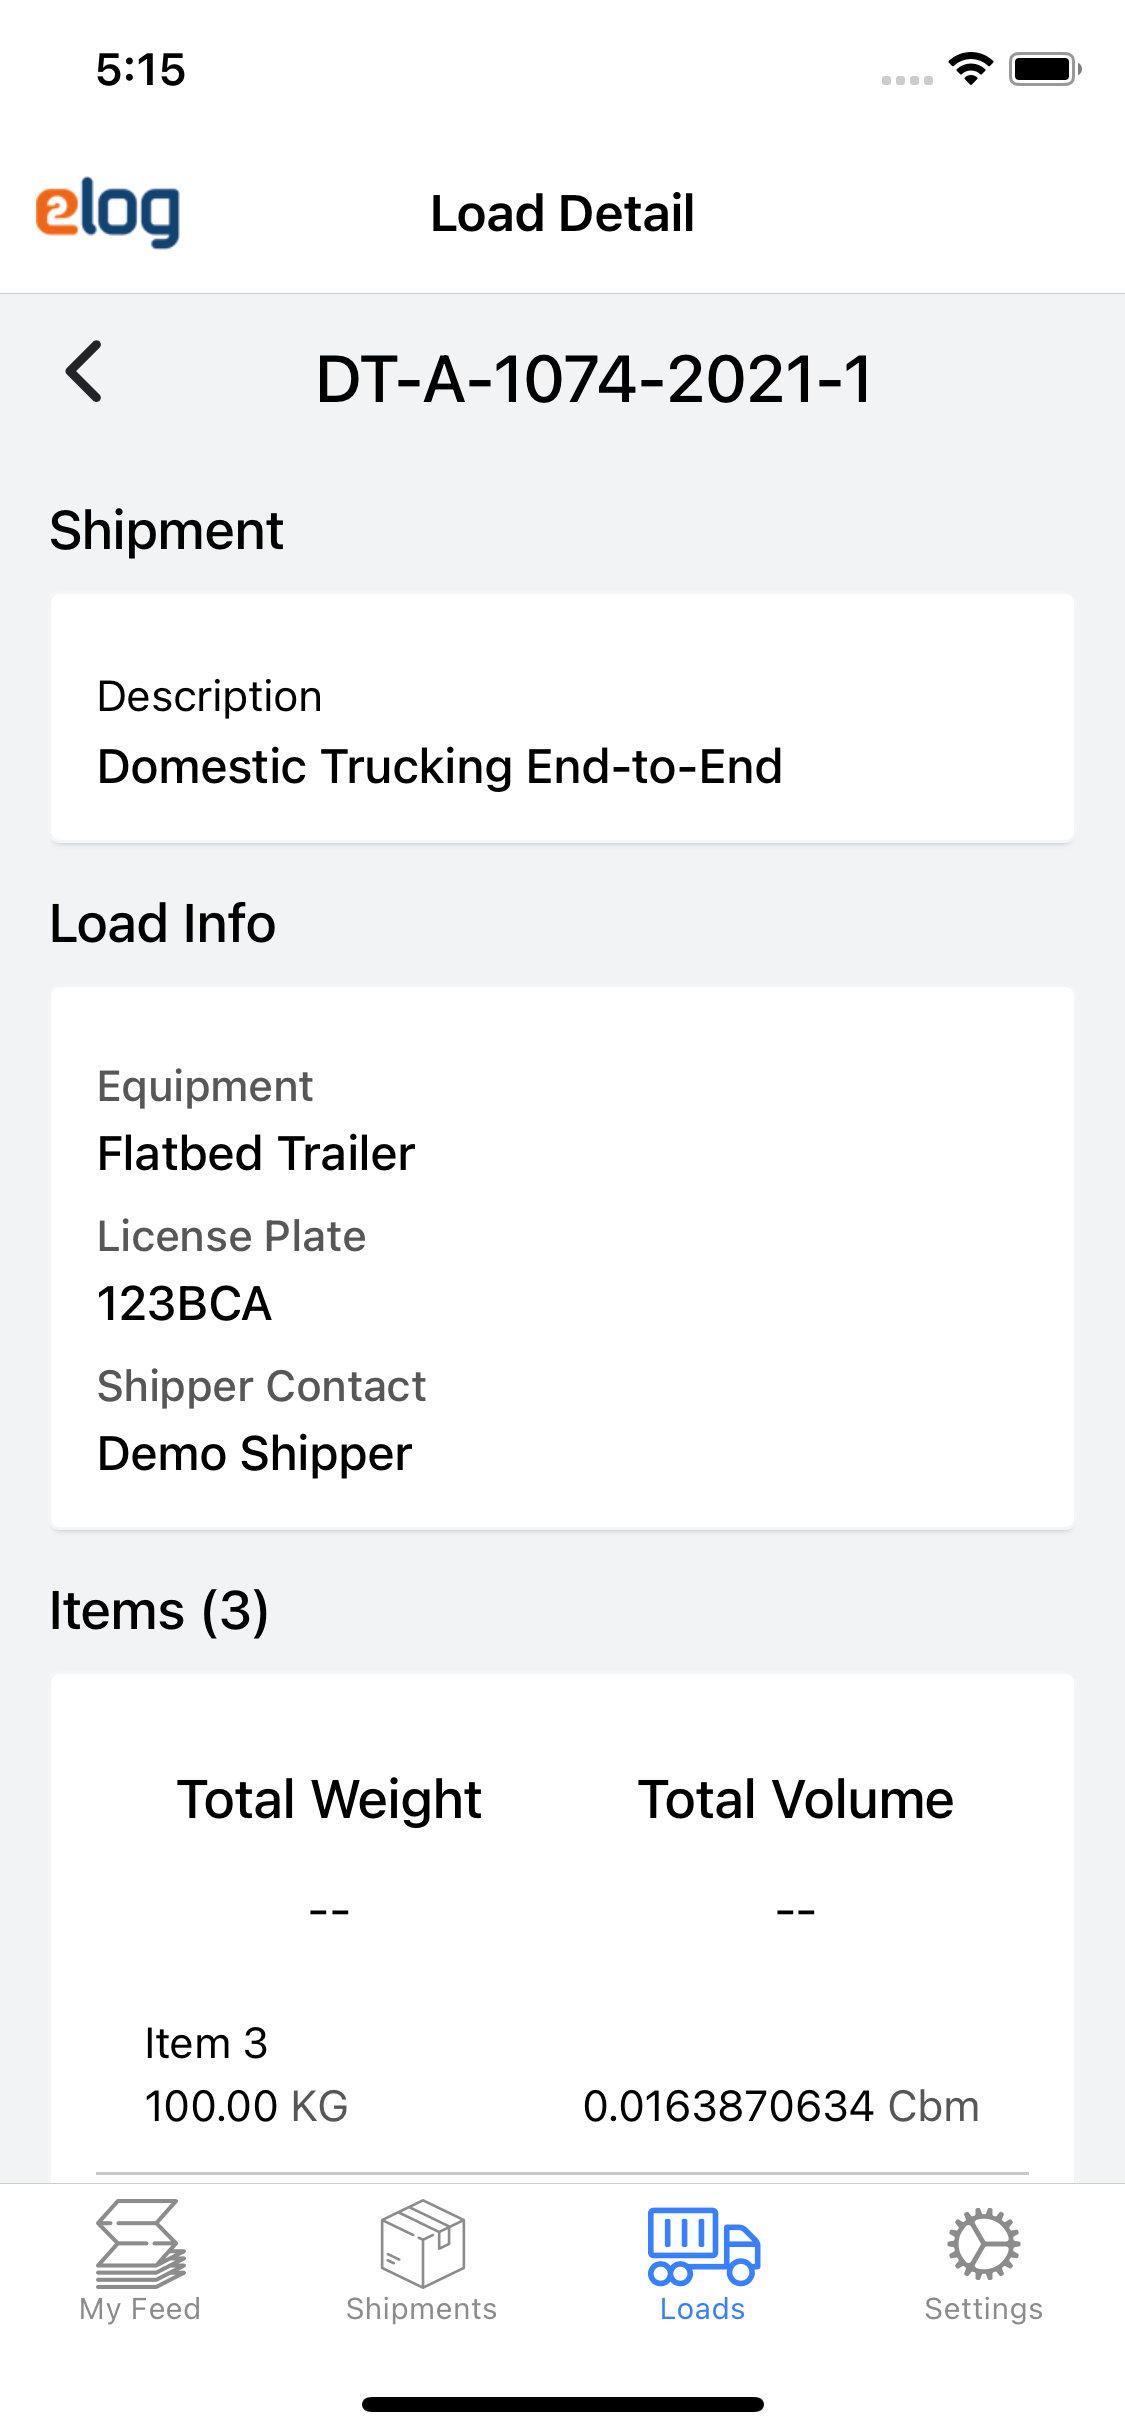 5:15
elog
Load Detail
DT-A-1074-2021-1
Shipment
Description
Domestic Trucking End-to-End
Load Info
Equipment
Flatbed Trailer
License Plate
123BCA
Shipper Contact
Demo Shipper
Items (3)
Total Weight Total Volume
-- --
Item 3
100.00 KG 0.0163870634 Cbm
My Feed Shipments Loads Settings